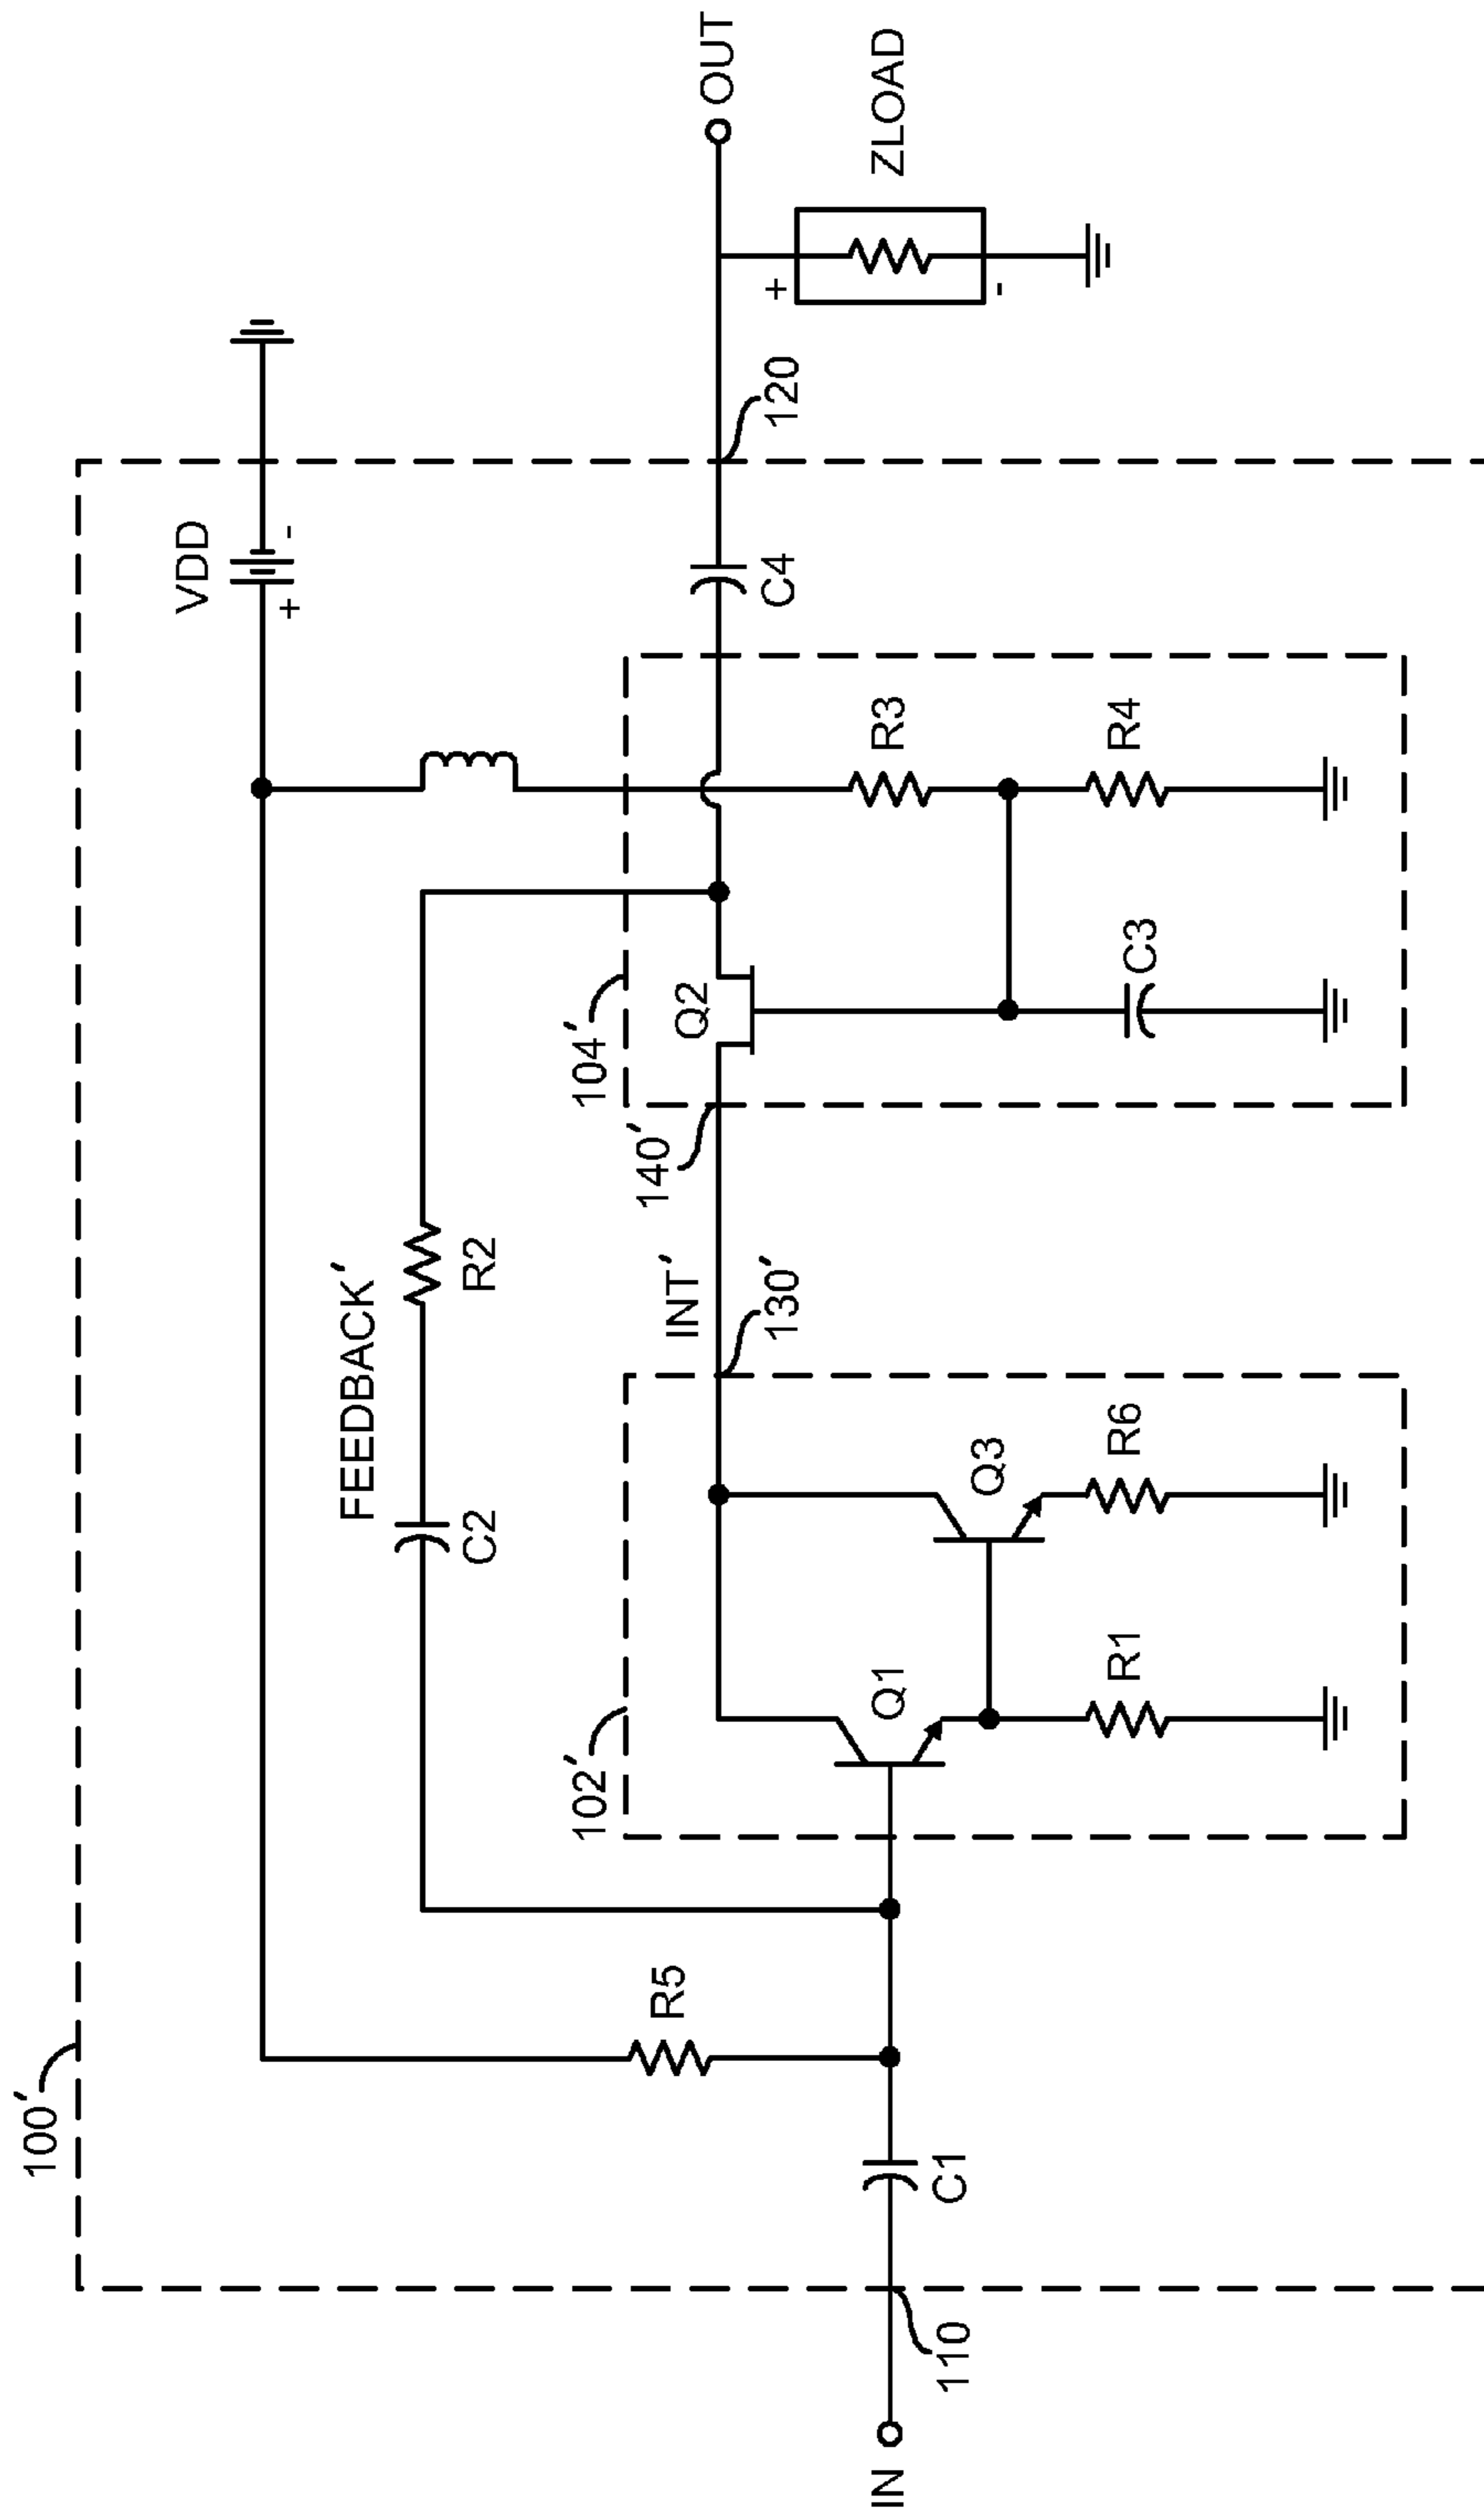 100′
VDD
+
-
FEEDBACK′
C2
R2
R5
102′
104′
INT′
140′
Q2
OUT
130′
C4
120
+
IN
Q1
R3
ZLOAD
110
C1
Q3
-
R1
R6
C3
R4